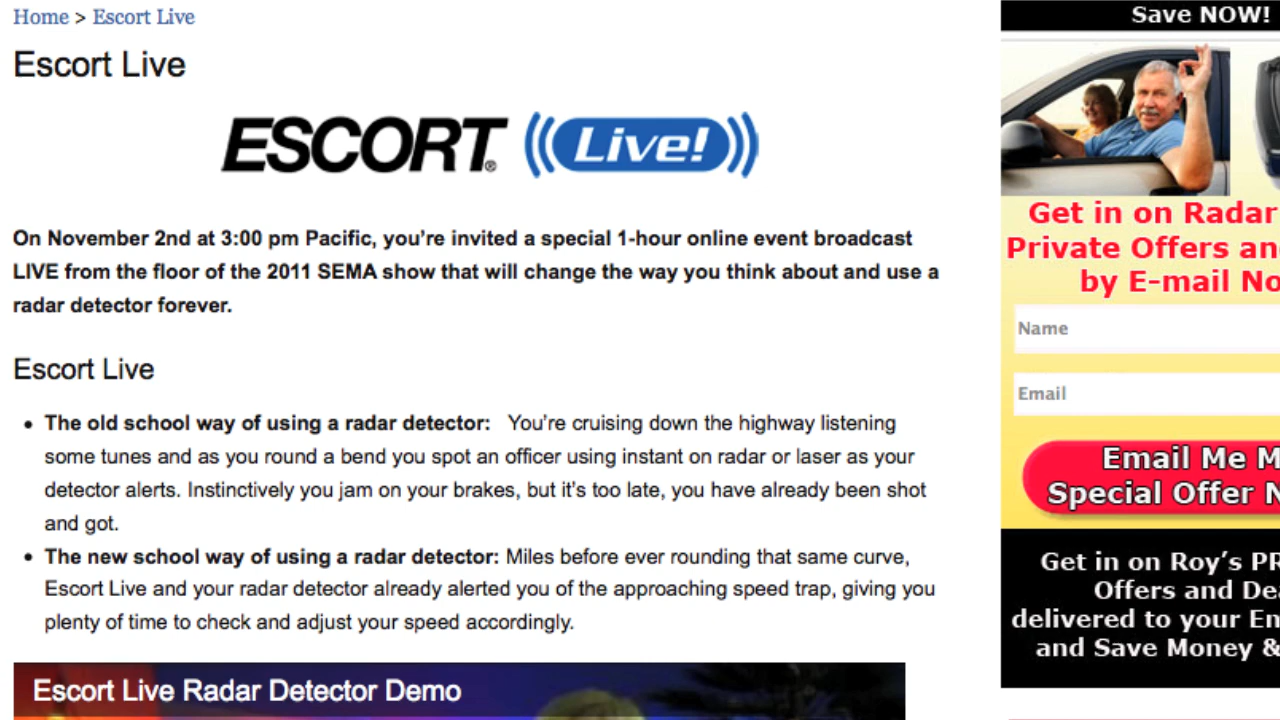 Home > Escort Live
Escort Live
ESCORT® Live!
On November 2nd at 3:00 pm Pacific, you're invited a special 1-hour online event broadcast
LIVE from the floor of the 2011 SEMA show that will change the way you think about and use a
radar detector forever.
Escort Live
• The old school way of using a radar detector: You're cruising down the highway listening
some tunes and as you round a bend you spot an officer using instant on radar or laser as your
detector alerts. Instinctively you jam on your brakes, but it's too late, you have already been shot
and got.
• The new school way of using a radar detector: Miles before ever rounding that same curve,
Escort Live and your radar detector already alerted you of the approaching speed trap, giving you
plenty of time to check and adjust your speed accordingly.
Escort Live Radar Detector Demo
Save NOW!
Get in on Radar
Private Offers an
by E-mail No
Name
Email
Email Me M
Special Offer N
Get in on Roy's PR
Offers and Dea
delivered to your Em
and Save Money &